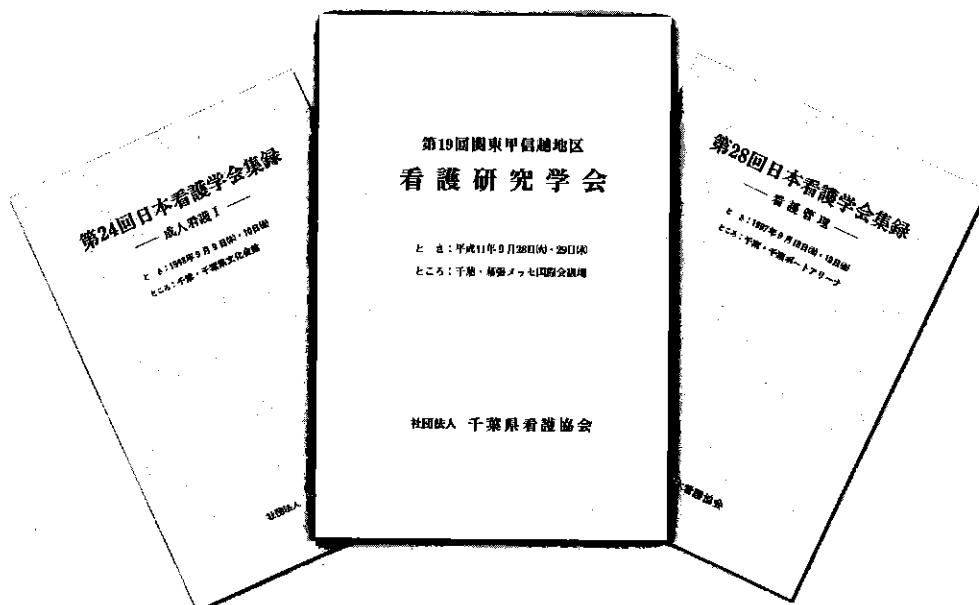 第24回日本看護学会集録
── 成人看護Ⅰ ──
と き：1993年9月9日(木)・10日(金)
ところ：千葉・千葉県文化会館
社団法人
第19回関東甲信越地区
看護研究学会
と き：平成11年9月28日(火)・29日(水)
ところ：千葉・幕張メッセ国際会議場
社団法人 千葉県看護協会
第28回日本看護学会集録
── 看護管理 ──
と き：1997年9月18日(木)・19日(金)
ところ：千葉・千葉ポートアリーナ
看護協会